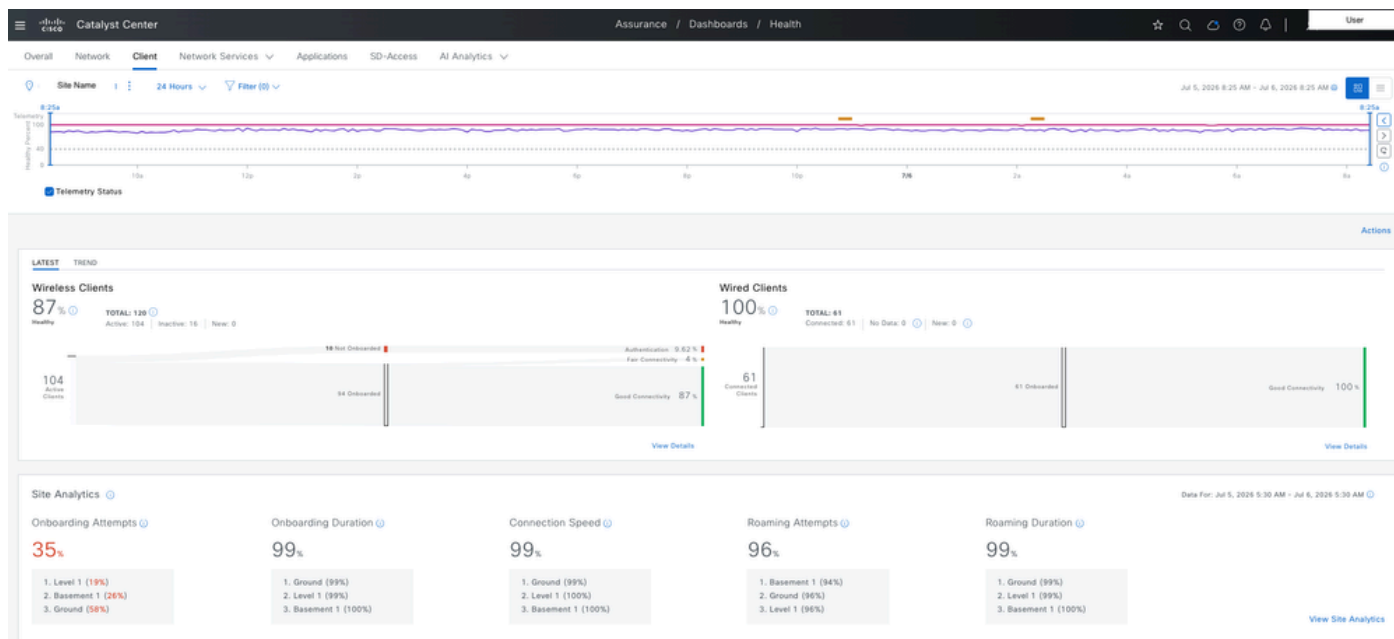 cisco Catalyst Center
Assurance / Dashboards / Health
User
Overall Network Client Network Services Applications SD-Access AI Analytics
Site Name 24 Hours Filter (0)
Jul 5, 2026 8:25 AM - Jul 6, 2026 8:25 AM
8:25a 8:25a
Telemetry
100
40
0
Healthy Percent
10a 12p 2p 4p 6p 8p 10p 7/6 2a 4a 6a 8a
Telemetry Status
Actions
LATEST TREND
Wireless Clients
87% Healthy
TOTAL: 120
Active: 104 | Inactive: 16 | New: 0
104 Active Clients
Not Onboarded
94 Onboarded
Authentication 9.62 %
Fair Connectivity 4 %
Good Connectivity 87 %
View Details
Wired Clients
100% Healthy
TOTAL: 61
Connected: 61 | No Data: 0 | New: 0
61 Connected Clients
61 Onboarded
Good Connectivity 100 %
View Details
Site Analytics
Data For: Jul 5, 2026 5:30 AM - Jul 6, 2026 5:30 AM
Onboarding Attempts
35%
1. Level 1 (19%)
2. Basement 1 (26%)
3. Ground (58%)
Onboarding Duration
99%
1. Ground (99%)
2. Level 1 (99%)
3. Basement 1 (100%)
Connection Speed
99%
1. Ground (99%)
2. Level 1 (100%)
3. Basement 1 (100%)
Roaming Attempts
96%
1. Basement 1 (94%)
2. Ground (96%)
3. Level 1 (96%)
Roaming Duration
99%
1. Ground (99%)
2. Level 1 (99%)
3. Basement 1 (100%)
View Site Analytics